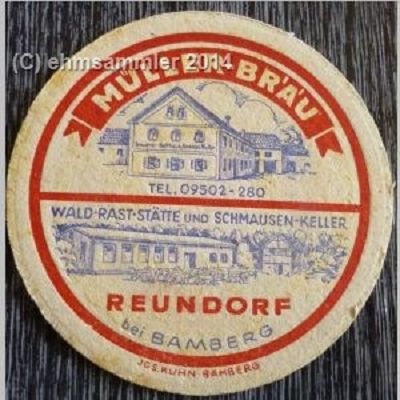 (C) ehmsammler 2014
MÜLLER-BRÄU
TEL. 09502-280
WALD-RAST-STÄTTE UND SCHMAUSEN-KELLER
REUNDORF
bei BAMBERG
JOS. KUHN BAMBERG